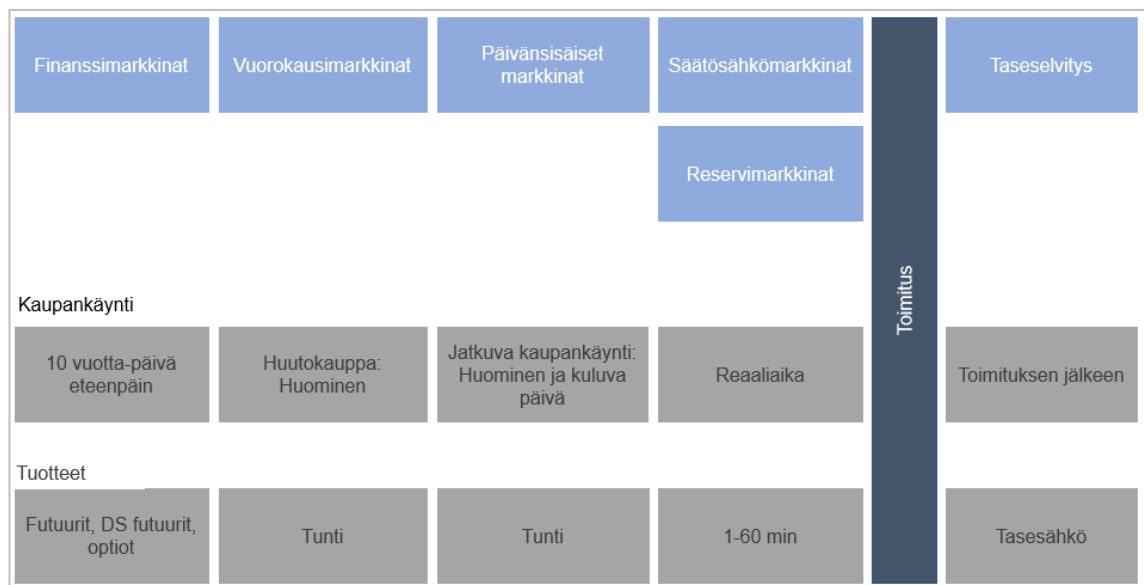 Finanssimarkkinat
Vuorokausimarkkinat
Päivänsisäiset
markkinat
Säätösähkömarkkinat
Taseselvitys
Reservimarkkinat
Toimitus
Kaupankäynti
10 vuotta-päivä
eteenpäin
Huutokauppa:
Huominen
Jatkuva kaupankäynti:
Huominen ja kuluva
päivä
Reaaliaika
Toimituksen jälkeen
Tuotteet
Futuurit, DS futuurit,
optiot
Tunti
Tunti
1-60 min
Tasesähkö